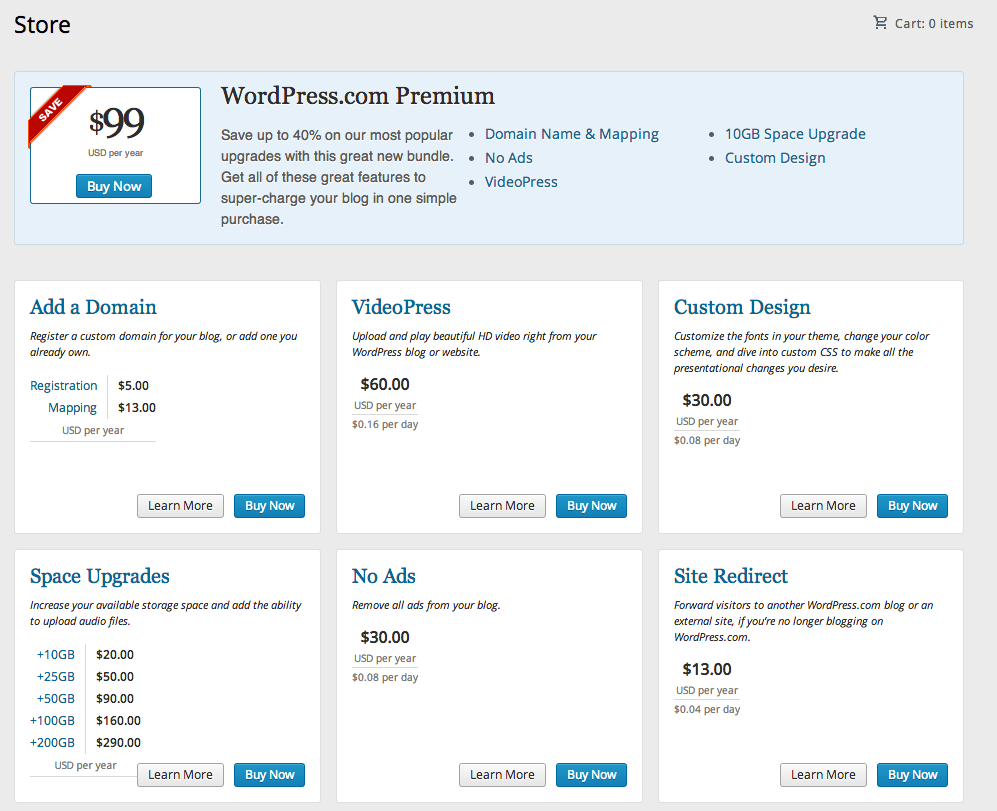 Store
Cart: 0 items
SAVE
$99
USD per year
Buy Now
WordPress.com Premium
Save up to 40% on our most popular
upgrades with this great new bundle.
Get all of these great features to
super-charge your blog in one simple
purchase.
Domain Name & Mapping
No Ads
VideoPress
10GB Space Upgrade
Custom Design
Add a Domain
Register a custom domain for your blog, or add one you
already own.
Registration $5.00
Mapping $13.00
USD per year
Learn More Buy Now
VideoPress
Upload and play beautiful HD video right from your
WordPress blog or website.
$60.00
USD per year
$0.16 per day
Learn More Buy Now
Custom Design
Customize the fonts in your theme, change your color
scheme, and dive into custom CSS to make all the
presentational changes you desire.
$30.00
USD per year
$0.08 per day
Learn More Buy Now
Space Upgrades
Increase your available storage space and add the ability
to upload audio files.
+10GB $20.00
+25GB $50.00
+50GB $90.00
+100GB $160.00
+200GB $290.00
USD per year
Learn More Buy Now
No Ads
Remove all ads from your blog.
$30.00
USD per year
$0.08 per day
Learn More Buy Now
Site Redirect
Forward visitors to another WordPress.com blog or an
external site, if you're no longer blogging on
WordPress.com.
$13.00
USD per year
$0.04 per day
Learn More Buy Now